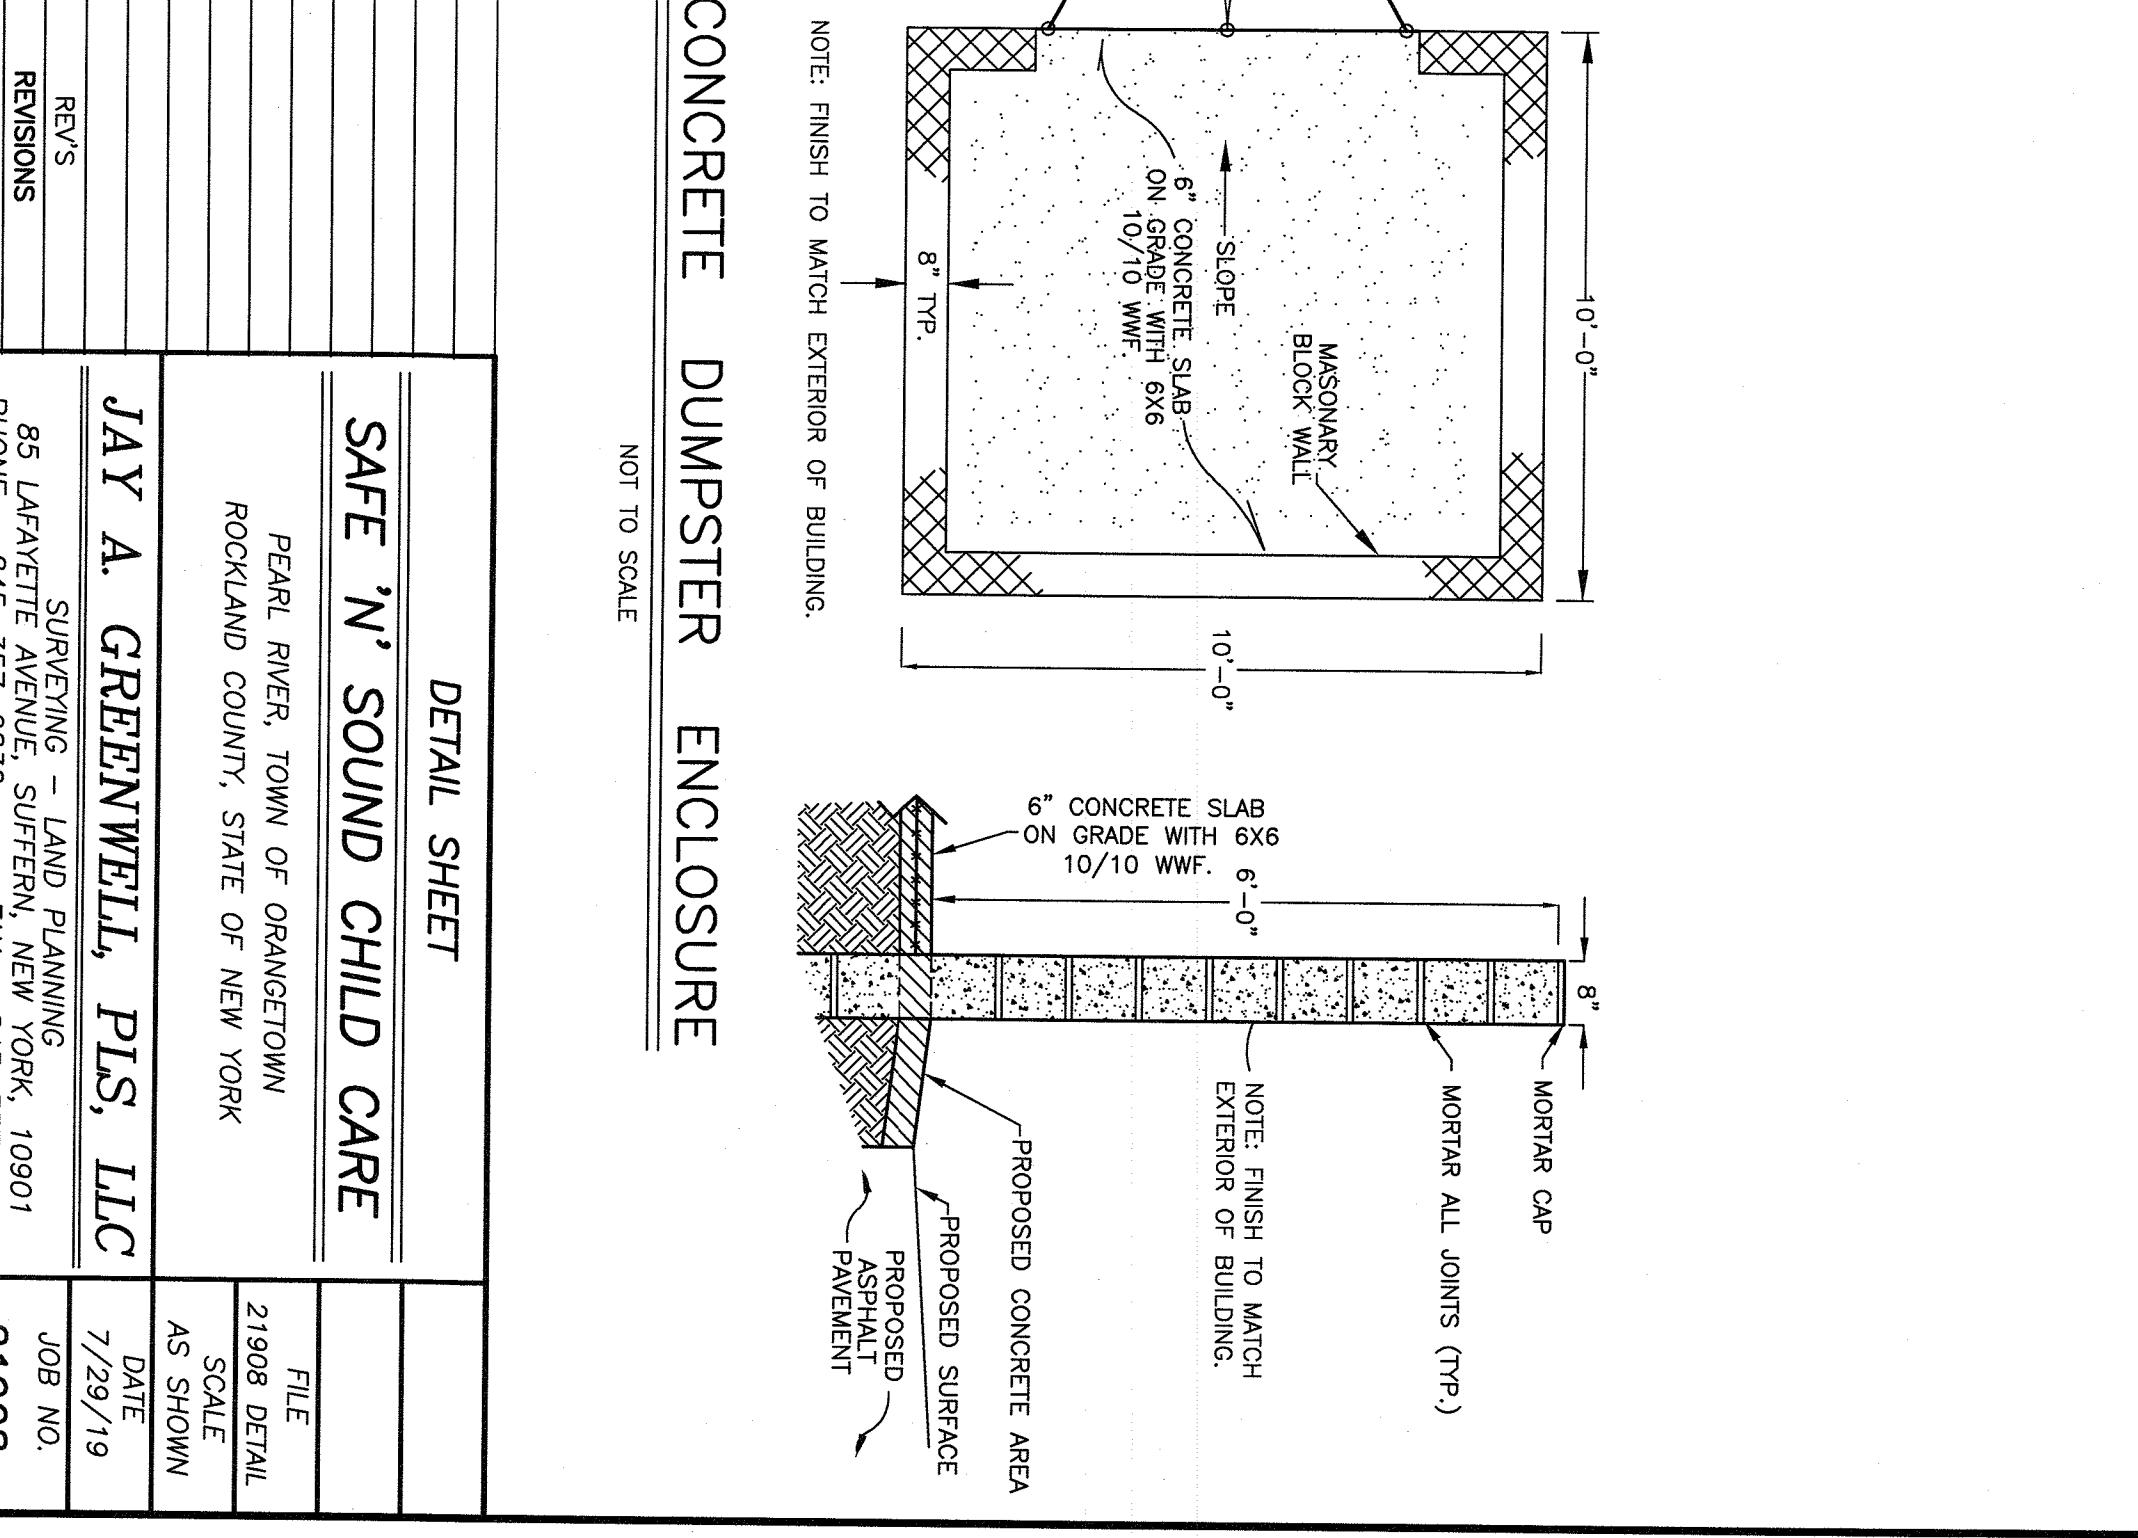 10'-0"
MASONARY
BLOCK WALL
SLOPE
6" CONCRETE SLAB
ON GRADE WITH 6X6
10/10 WWF.
8" TYP.
10'-0"
NOTE: FINISH TO MATCH EXTERIOR OF BUILDING.
8"
MORTAR CAP
MORTAR ALL JOINTS (TYP.)
NOTE: FINISH TO MATCH
EXTERIOR OF BUILDING.
6'-0"
6" CONCRETE SLAB
ON GRADE WITH 6X6
10/10 WWF.
PROPOSED CONCRETE AREA
PROPOSED SURFACE
PROPOSED
ASPHALT
PAVEMENT
CONCRETE DUMPSTER ENCLOSURE
NOT TO SCALE
DETAIL SHEET
SAFE 'N' SOUND CHILD CARE
PEARL RIVER, TOWN OF ORANGETOWN
ROCKLAND COUNTY, STATE OF NEW YORK
JAY A. GREENWELL, PLS, LLC
SURVEYING - LAND PLANNING
85 LAFAYETTE AVENUE, SUFFERN, NEW YORK, 10901
FILE
21908 DETAIL
SCALE
AS SHOWN
DATE
7/29/19
JOB NO.
REV'S
REVISIONS